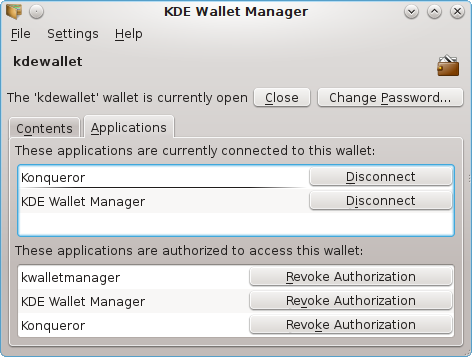 KDE Wallet Manager
File Settings Help
kdewallet
The 'kdewallet' wallet is currently open Close Change Password...
Contents Applications
These applications are currently connected to this wallet:
Konqueror Disconnect
KDE Wallet Manager Disconnect
These applications are authorized to access this wallet:
kwalletmanager Revoke Authorization
KDE Wallet Manager Revoke Authorization
Konqueror Revoke Authorization